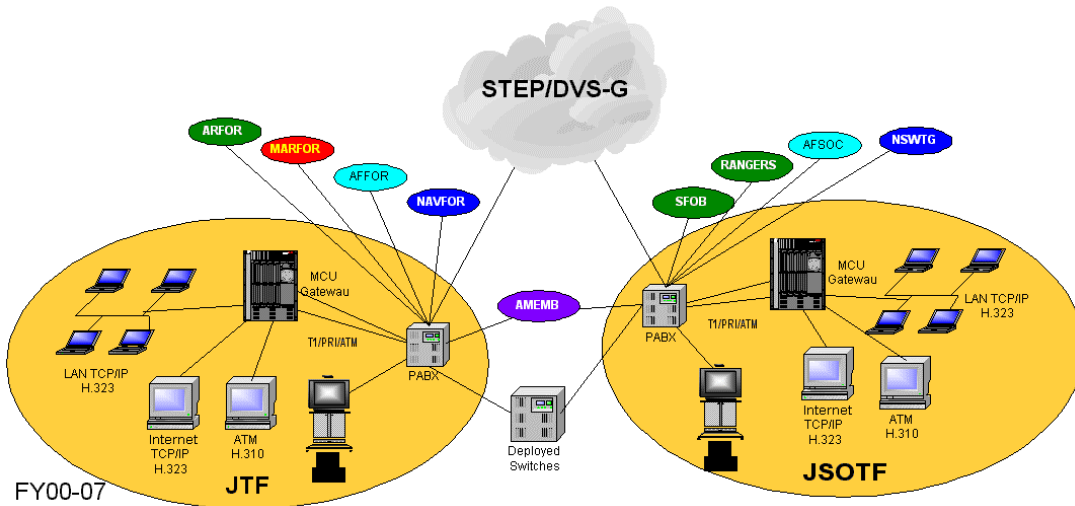 STEP/DVS-G
ARFOR
MARFOR
AFFOR
NAVFOR
SFOB
RANGERS
AFSOC
NSWTG
MCU
Gatewau
T1/PRI/ATM
PABX
LAN TCP/IP
H.323
Internet
TCP/IP
H.323
ATM
H.310
JTF
AMEMB
Deployed
Switches
MCU
Gatewau
LAN TCP/IP
H.323
T1/PRI/ATM
PABX
Internet
TCP/IP
H.323
ATM
H.310
JSOTF
FY00-07